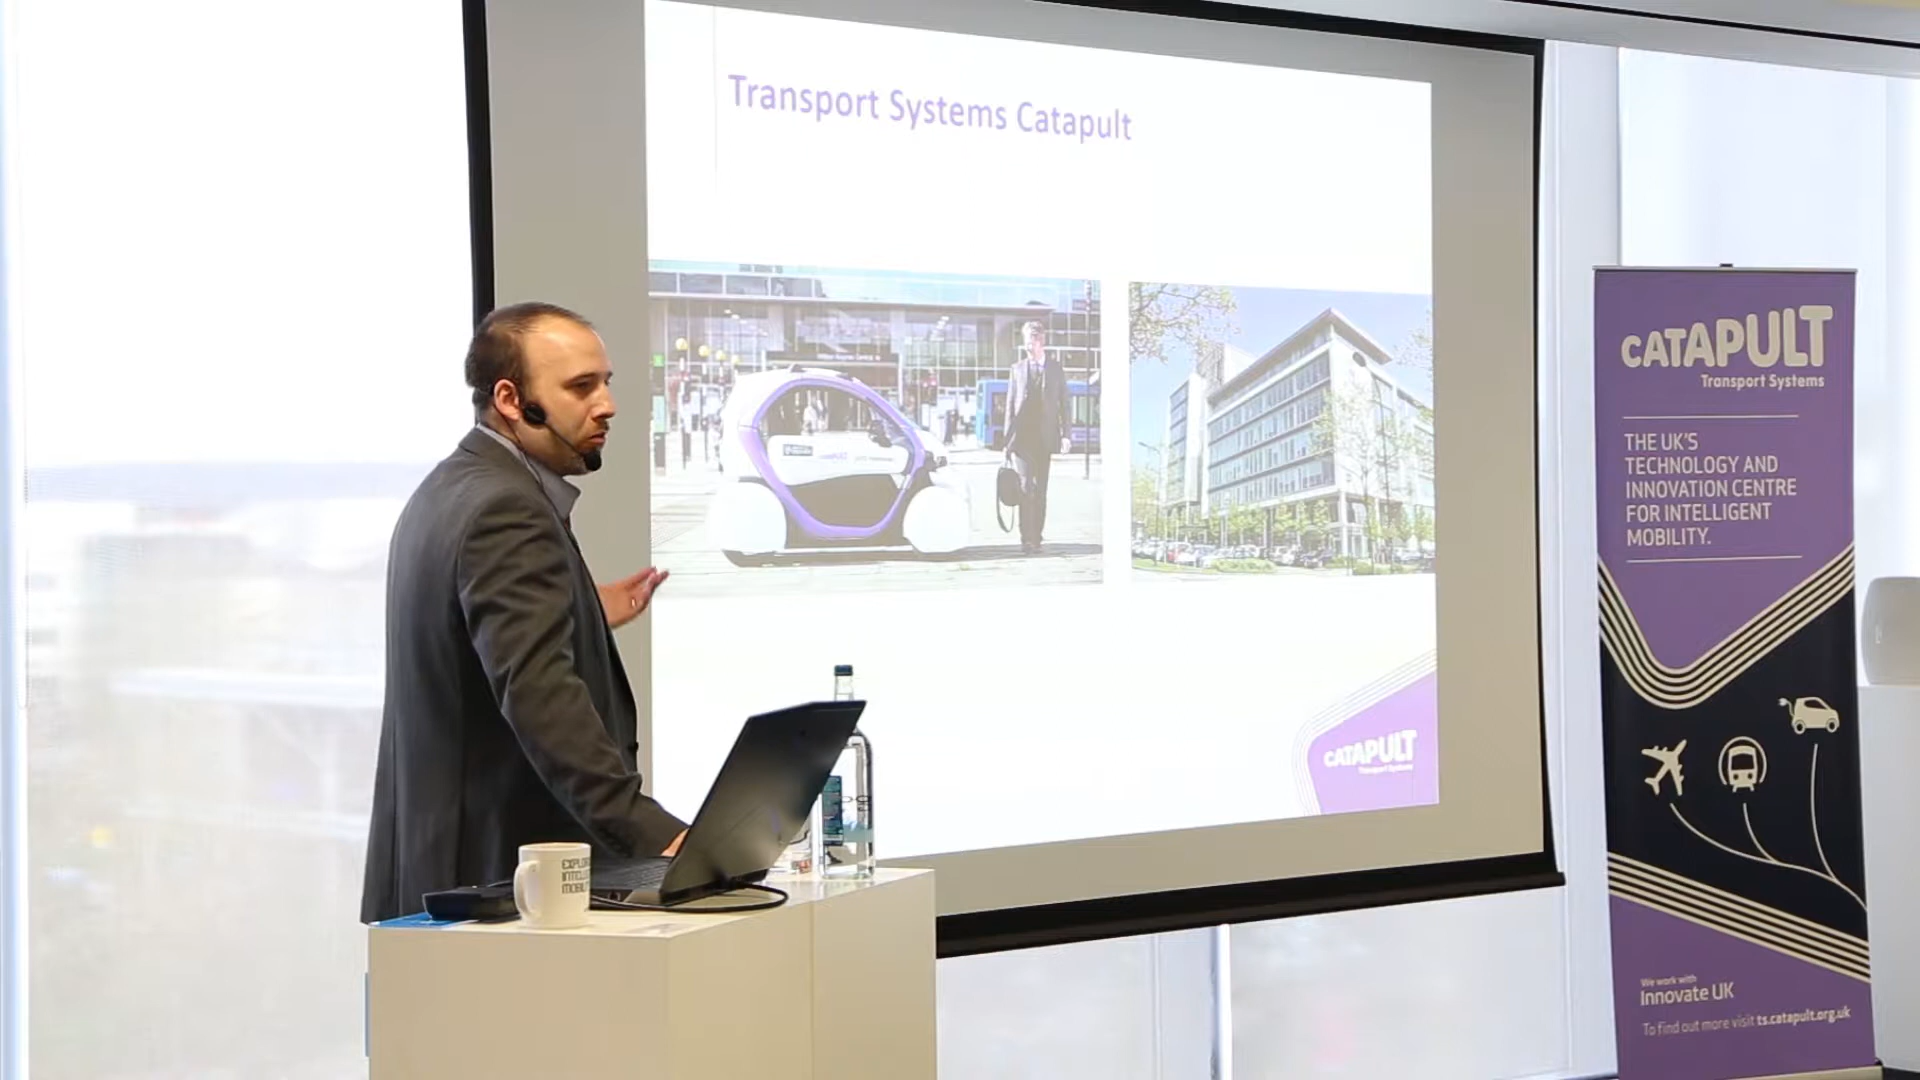 Transport Systems Catapult
CATAPULT
Transport Systems
CATAPULT
Transport Systems
THE UK'S
TECHNOLOGY AND
INNOVATION CENTRE
FOR INTELLIGENT
MOBILITY.
We work with
Innovate UK
To find out more visit ts.catapult.org.uk